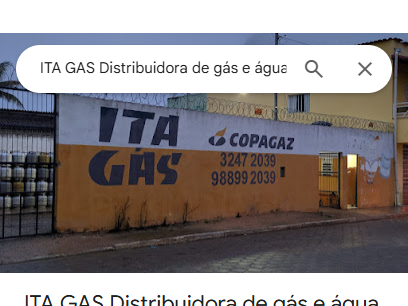 ITA GAS Distribuidora de gás e água
ITA
GÁS
COPAGAZ
3247 2039
98899 2039
ITA GAS Distribuidora de gás e água